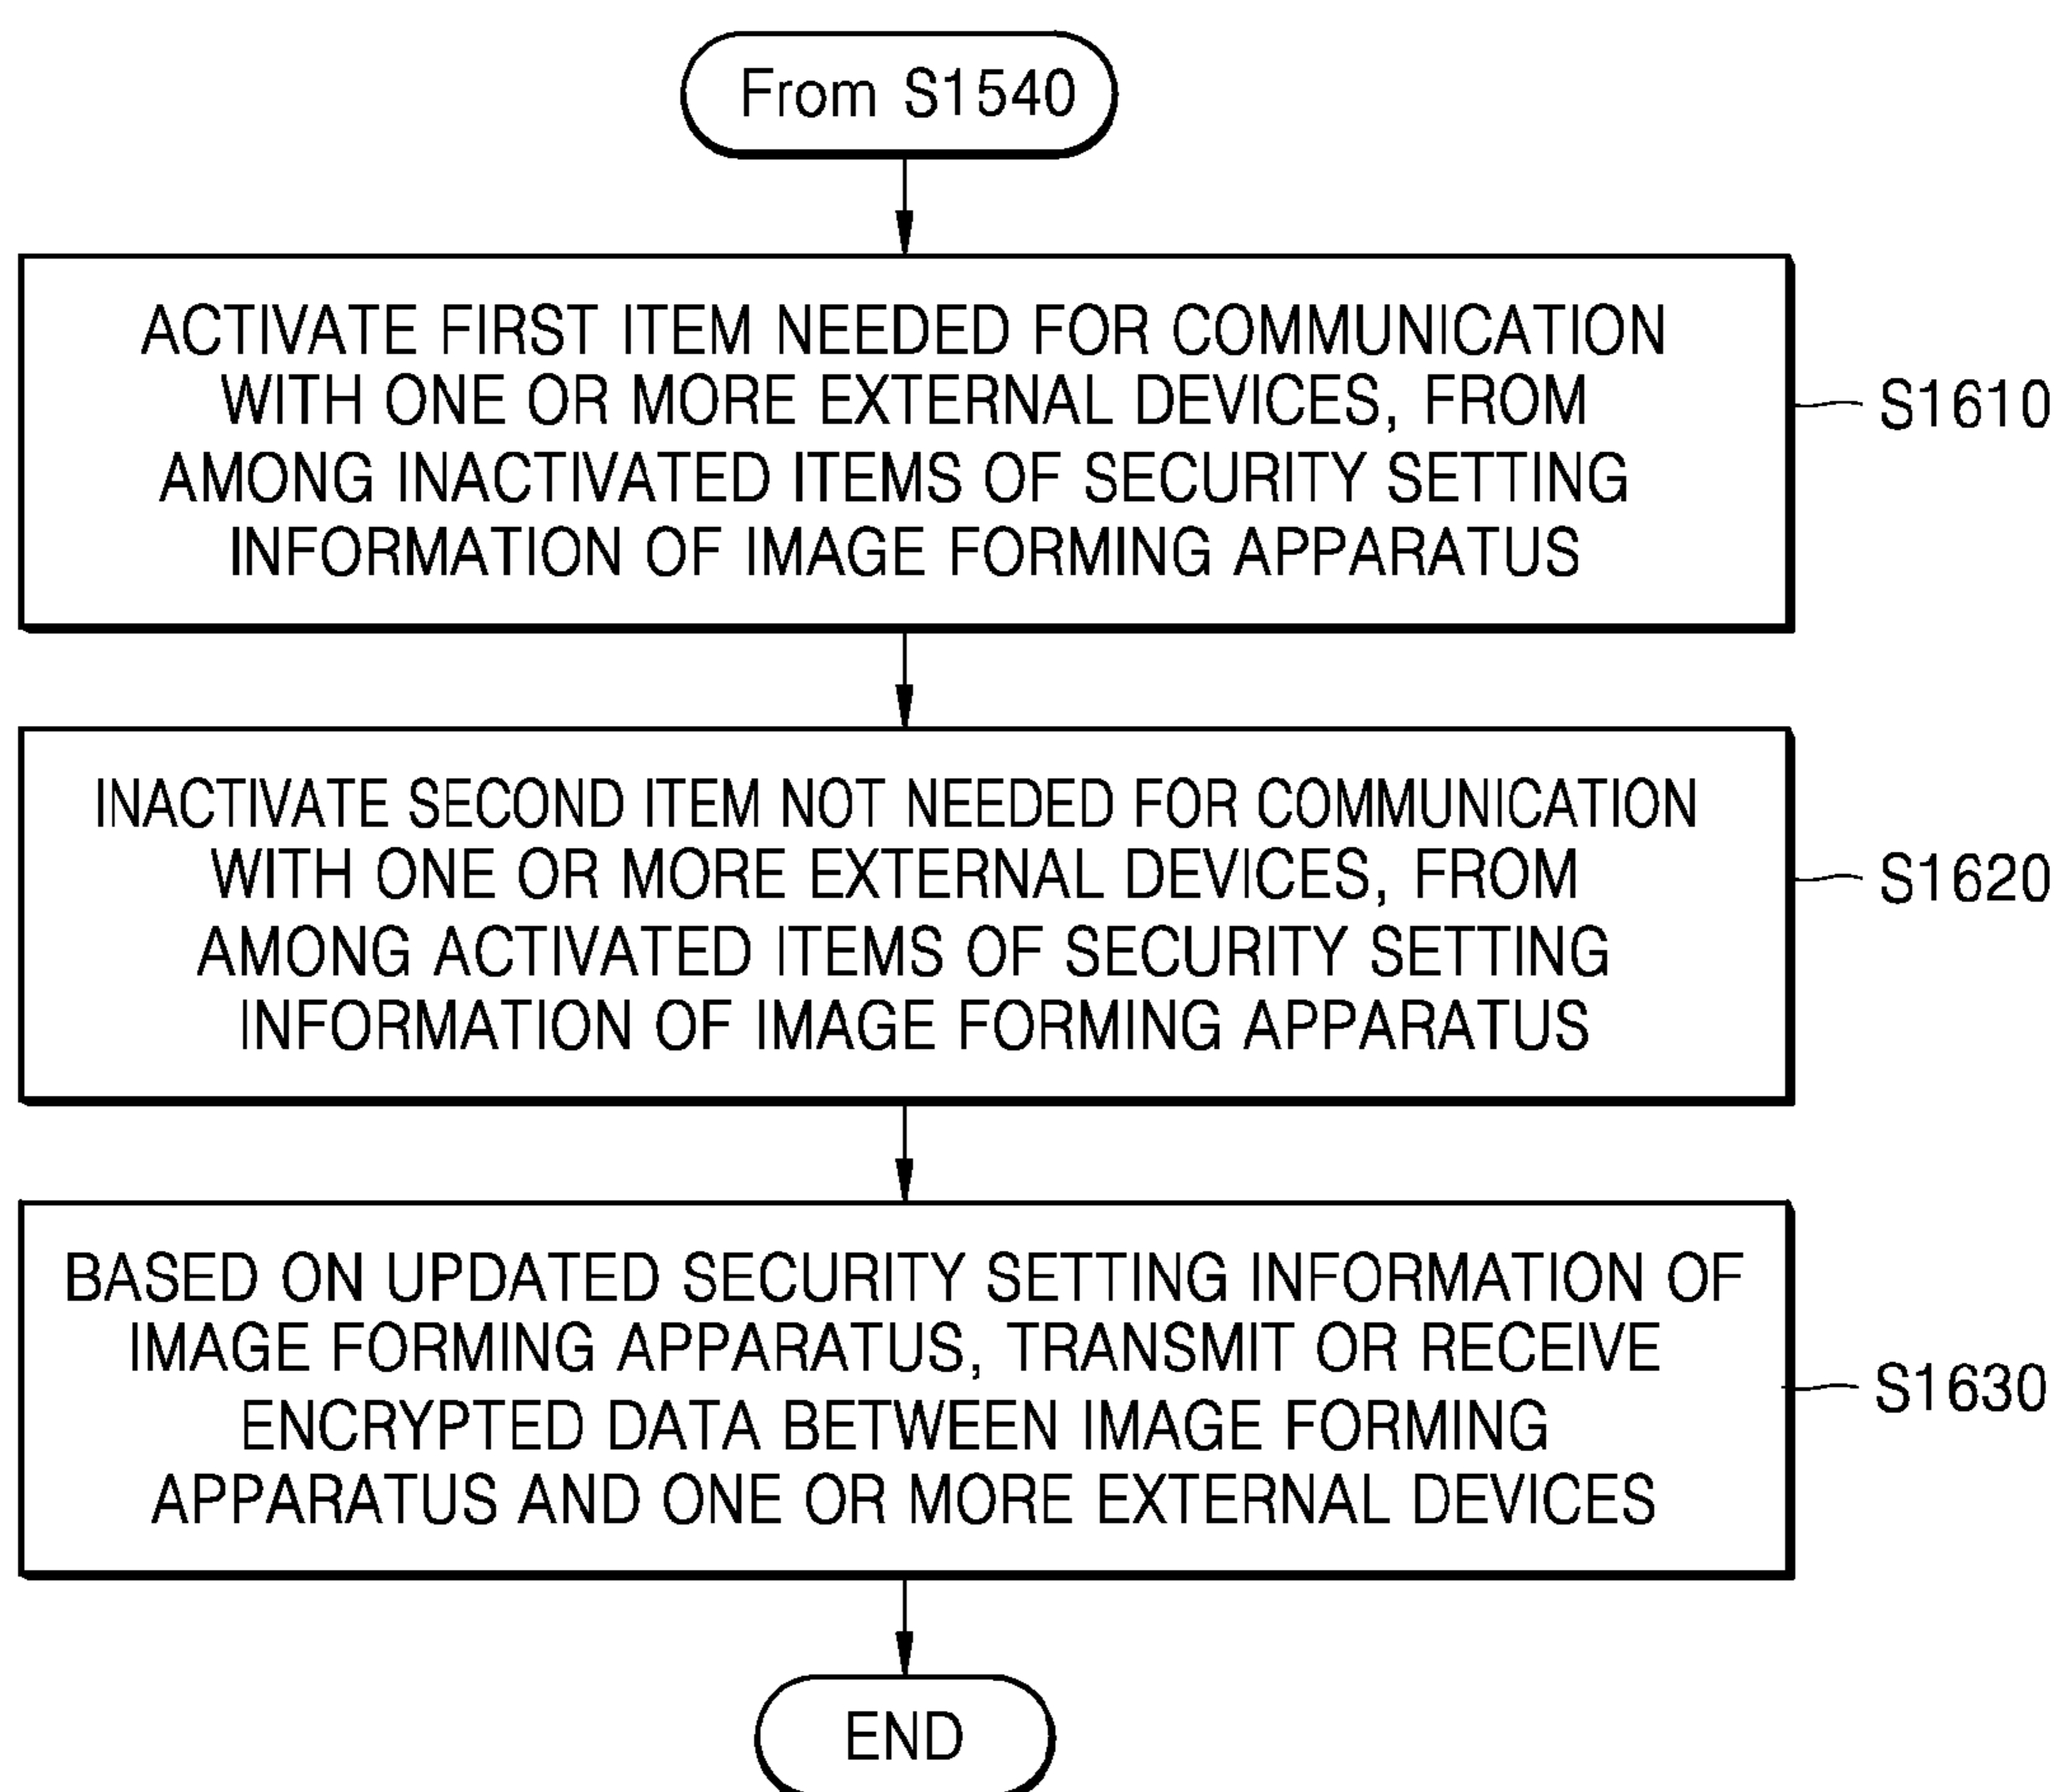 From S1540
ACTIVATE FIRST ITEM NEEDED FOR COMMUNICATION
WITH ONE OR MORE EXTERNAL DEVICES, FROM
AMONG INACTIVATED ITEMS OF SECURITY SETTING
INFORMATION OF IMAGE FORMING APPARATUS
S1610
INACTIVATE SECOND ITEM NOT NEEDED FOR COMMUNICATION
WITH ONE OR MORE EXTERNAL DEVICES, FROM
AMONG ACTIVATED ITEMS OF SECURITY SETTING
INFORMATION OF IMAGE FORMING APPARATUS
S1620
BASED ON UPDATED SECURITY SETTING INFORMATION OF
IMAGE FORMING APPARATUS, TRANSMIT OR RECEIVE
ENCRYPTED DATA BETWEEN IMAGE FORMING
APPARATUS AND ONE OR MORE EXTERNAL DEVICES
S1630
END